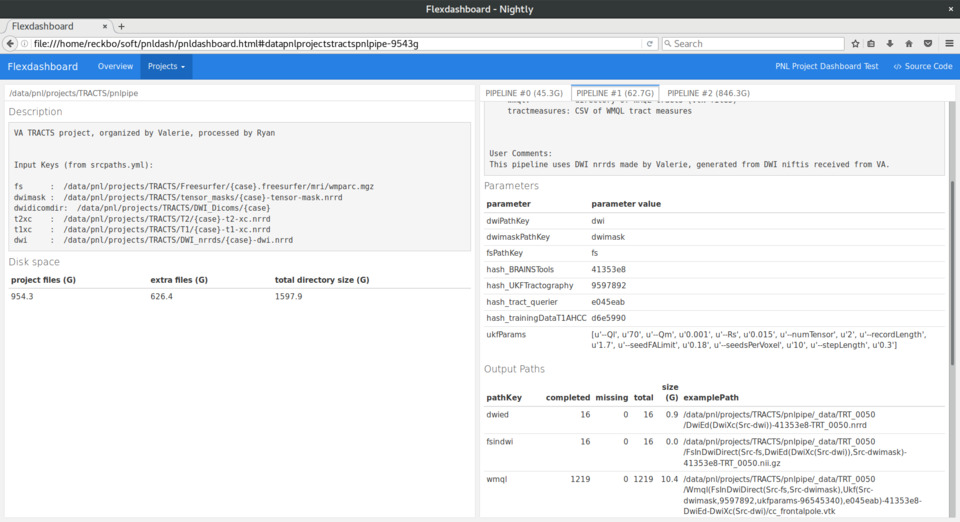 Flexdashboard - Nightly
Flexdashboard
file:///home/reckbo/soft/pnldash/pnldashboard.html#datapnlprojectstractspnlpipe-9543g
Search
Flexdashboard Overview Projects PNL Project Dashboard Test Source Code
/data/pnl/projects/TRACTS/pnlpipe
Description
VA TRACTS project, organized by Valerie, processed by Ryan
Input Keys (from srcpaths.yml):
fs : /data/pnl/projects/TRACTS/Freesurfer/{case}.freesurfer/mri/wmparc.mgz
dwimask : /data/pnl/projects/TRACTS/tensor_masks/{case}-tensor-mask.nrrd
dwidicomdir: /data/pnl/projects/TRACTS/DWI_Dicoms/{case}
t2xc : /data/pnl/projects/TRACTS/T2/{case}-t2-xc.nrrd
t1xc : /data/pnl/projects/TRACTS/T1/{case}-t1-xc.nrrd
dwi : /data/pnl/projects/TRACTS/DWI_nrrds/{case}-dwi.nrrd
Disk space
project files (G) extra files (G) total directory size (G)
954.3 626.4 1597.9
PIPELINE #0 (45.3G) PIPELINE #1 (62.7G) PIPELINE #2 (846.3G)
tractmeasures: CSV of WMQL tract measures
User Comments:
This pipeline uses DWI nrrds made by Valerie, generated from DWI niftis received from VA.
Parameters
parameter parameter value
dwiPathKey dwi
dwimaskPathKey dwimask
fsPathKey fs
hash_BRAINSTools 41353e8
hash_UKFTractography 9597892
hash_tract_querier e045eab
hash_trainingDataT1AHCC d6e5990
ukfParams [u'--Ql', u'70', u'--Qm', u'0.001', u'--Rs', u'0.015', u'--numTensor', u'2', u'--recordLength',
u'1.7', u'--seedFALimit', u'0.18', u'--seedsPerVoxel', u'10', u'--stepLength', u'0.3']
Output Paths
size
pathKey completed missing total (G) examplePath
dwied 16 0 16 0.9 /data/pnl/projects/TRACTS/pnlpipe/_data/TRT_0050
/DwiEd(DwiXc(Src-dwi))-41353e8-TRT_0050.nrrd
fsindwi 16 0 16 0.0 /data/pnl/projects/TRACTS/pnlpipe/_data/TRT_0050
/FsInDwiDirect(Src-fs,DwiEd(DwiXc(Src-dwi)),Src-dwimask)-
41353e8-TRT_0050.nii.gz
wmql 1219 0 1219 10.4 /data/pnl/projects/TRACTS/pnlpipe/_data/TRT_0050
/Wmql(FsInDwiDirect(Src-fs,Src-dwimask),Ukf(Src-
dwimask,9597892,ukfparams-96545340),e045eab)-41353e8-
DwiEd-DwiXc(Src-dwi)/cc_frontalpole.vtk